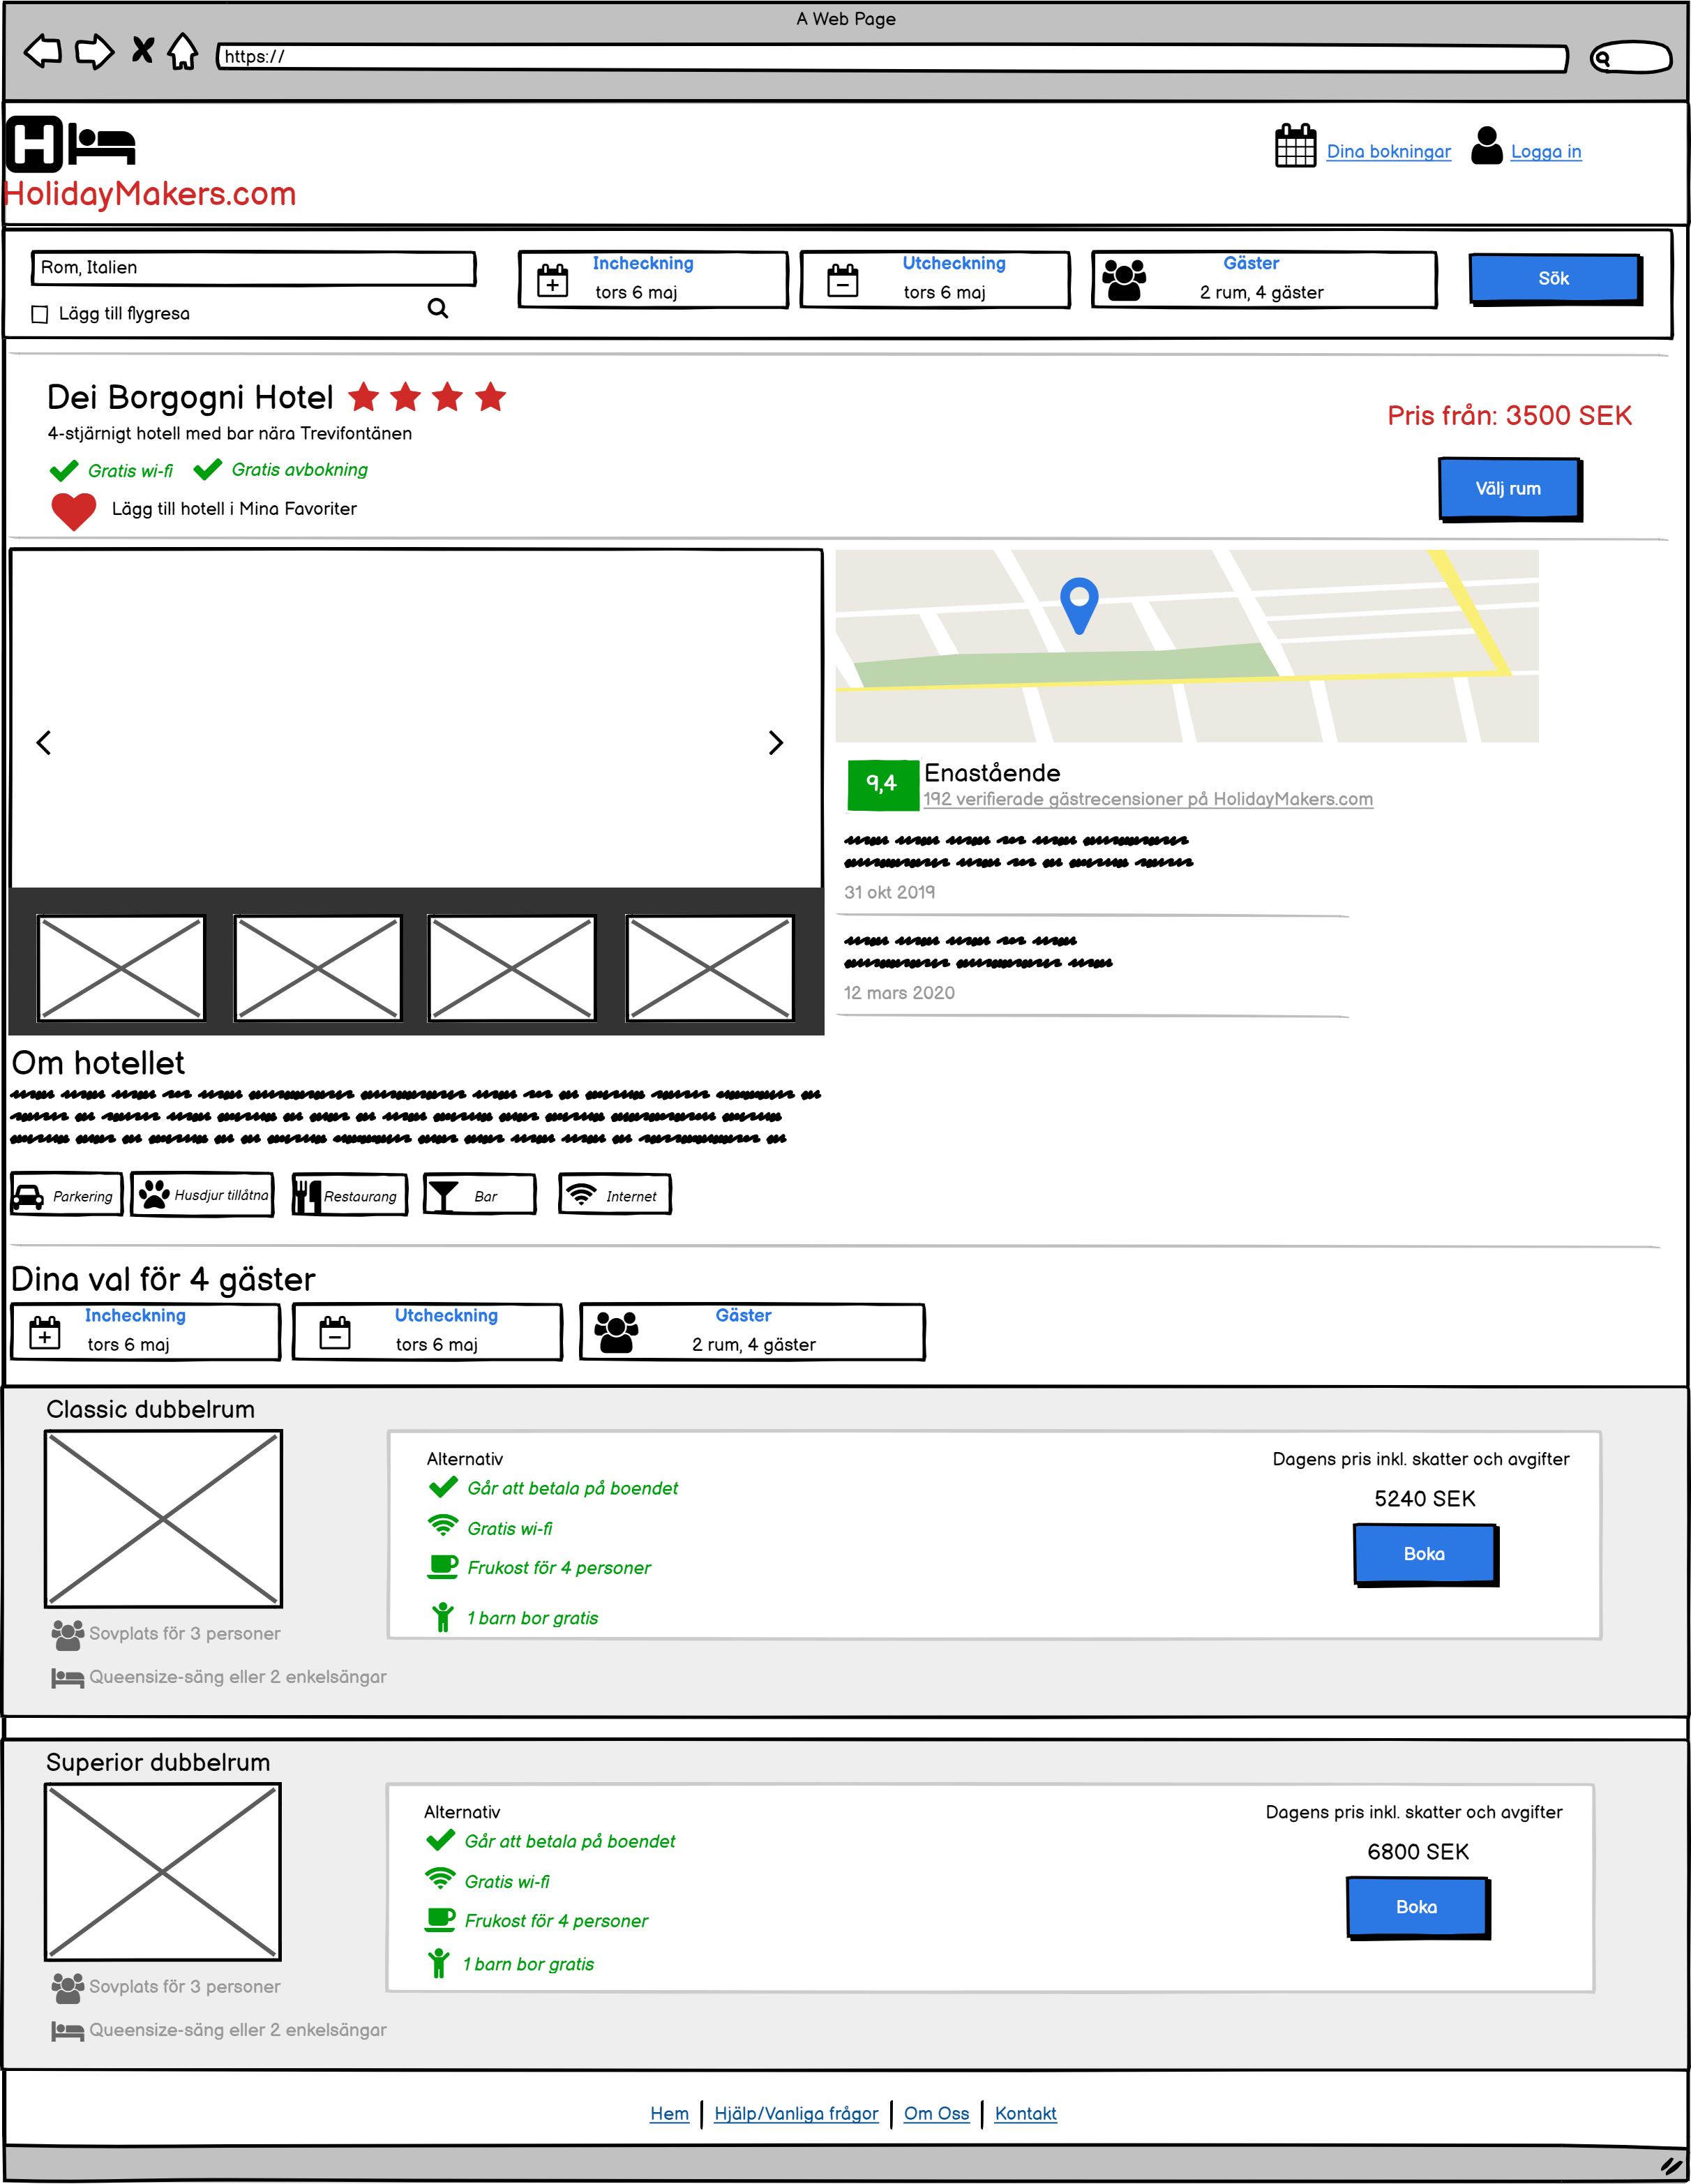 A Web Page
https://
H
HolidayMakers.com
Dina bokningar
Logga in
Rom, Italien
Lägg till flygresa
Incheckning
tors 6 maj
Utcheckning
tors 6 maj
Gäster
2 rum, 4 gäster
Sök
Dei Borgogni Hotel
4-stjärnigt hotell med bar nära Trevifontänen
Gratis wi-fi
Gratis avbokning
Lägg till hotell i Mina Favoriter
Pris från: 3500 SEK
Välj rum
9,4
Enastående
192 verifierade gästrecensioner på HolidayMakers.com
31 okt 2019
12 mars 2020
Om hotellet
Parkering
Husdjur tillåtna
Restaurang
Bar
Internet
Dina val för 4 gäster
Incheckning
tors 6 maj
Utcheckning
tors 6 maj
Gäster
2 rum, 4 gäster
Classic dubbelrum
Sovplats för 3 personer
Queensize-säng eller 2 enkelsängar
Alternativ
Går att betala på boendet
Gratis wi-fi
Frukost för 4 personer
1 barn bor gratis
Dagens pris inkl. skatter och avgifter
5240 SEK
Boka
Superior dubbelrum
Sovplats för 3 personer
Queensize-säng eller 2 enkelsängar
Alternativ
Går att betala på boendet
Gratis wi-fi
Frukost för 4 personer
1 barn bor gratis
Dagens pris inkl. skatter och avgifter
6800 SEK
Boka
Hem | Hjälp/Vanliga frågor | Om Oss | Kontakt